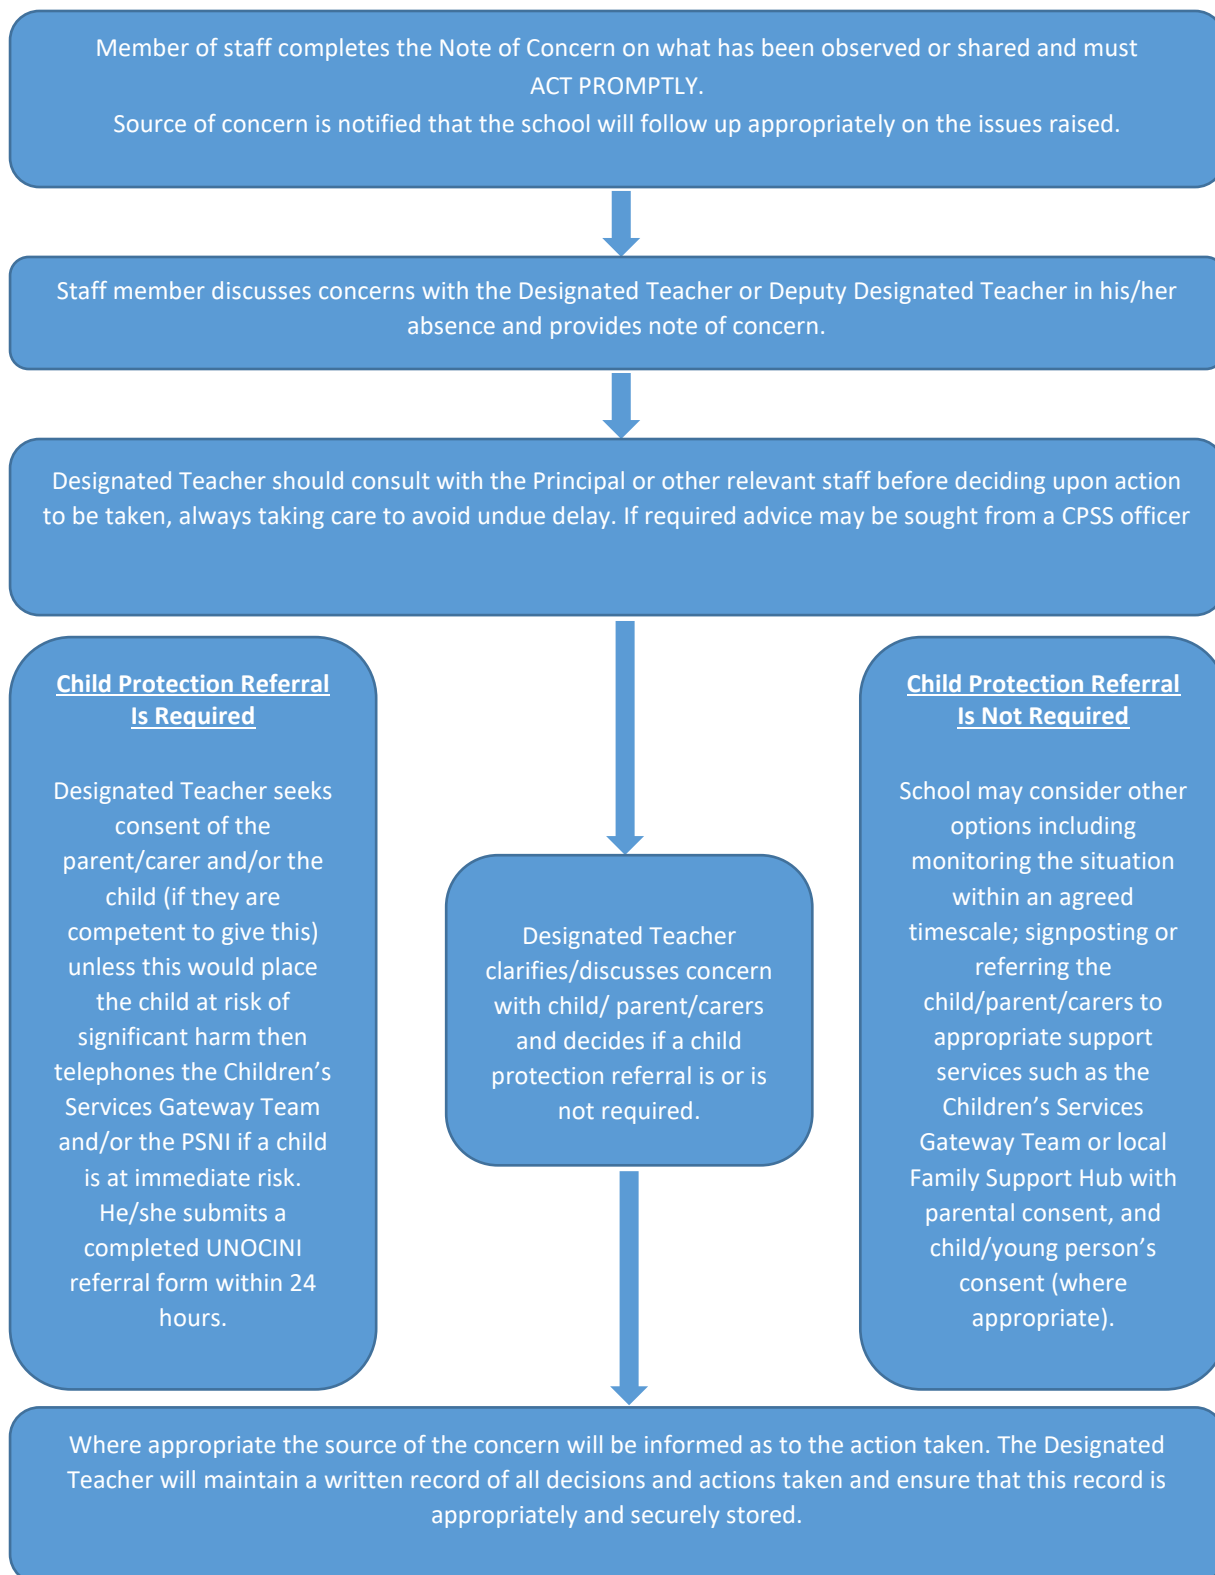 Member of staff completes the Note of Concern on what has been observed or shared and must
ACT PROMPTLY.
Source of concern is notified that the school will follow up appropriately on the issues raised.
Staff member discusses concerns with the Designated Teacher or Deputy Designated Teacher in his/her
absence and provides note of concern.
Designated Teacher should consult with the Principal or other relevant staff before deciding upon action
to be taken, always taking care to avoid undue delay. If required advice may be sought from a CPSS officer
Child Protection Referral
Is Required
Designated Teacher seeks
consent of the
parent/carer and/or the
child (if they are
competent to give this)
unless this would place
the child at risk of
significant harm then
telephones the Children’s
Services Gateway Team
and/or the PSNI if a child
is at immediate risk.
He/she submits a
completed UNOCINI
referral form within 24
hours.
Designated Teacher
clarifies/discusses concern
with child/ parent/carers
and decides if a child
protection referral is or is
not required.
Child Protection Referral
Is Not Required
School may consider other
options including
monitoring the situation
within an agreed
timescale; signposting or
referring the
child/parent/carers to
appropriate support
services such as the
Children’s Services
Gateway Team or local
Family Support Hub with
parental consent, and
child/young person’s
consent (where
appropriate).
Where appropriate the source of the concern will be informed as to the action taken. The Designated
Teacher will maintain a written record of all decisions and actions taken and ensure that this record is
appropriately and securely stored.